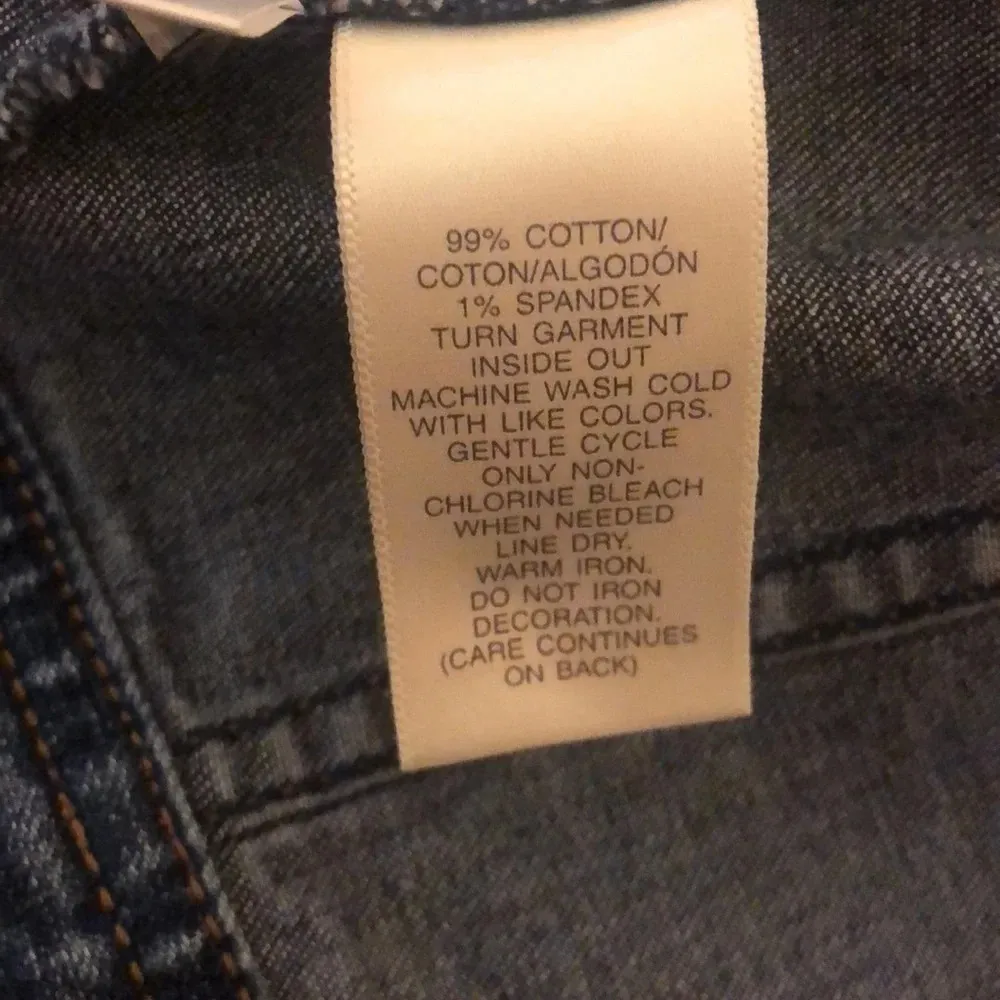 99% COTTON/
COTON/ALGODÓN
1% SPANDEX
TURN GARMENT
INSIDE OUT
MACHINE WASH COLD
WITH LIKE COLORS.
GENTLE CYCLE
ONLY NON-
CHLORINE BLEACH
WHEN NEEDED
LINE DRY.
WARM IRON.
DO NOT IRON
DECORATION.
(CARE CONTINUES
ON BACK)